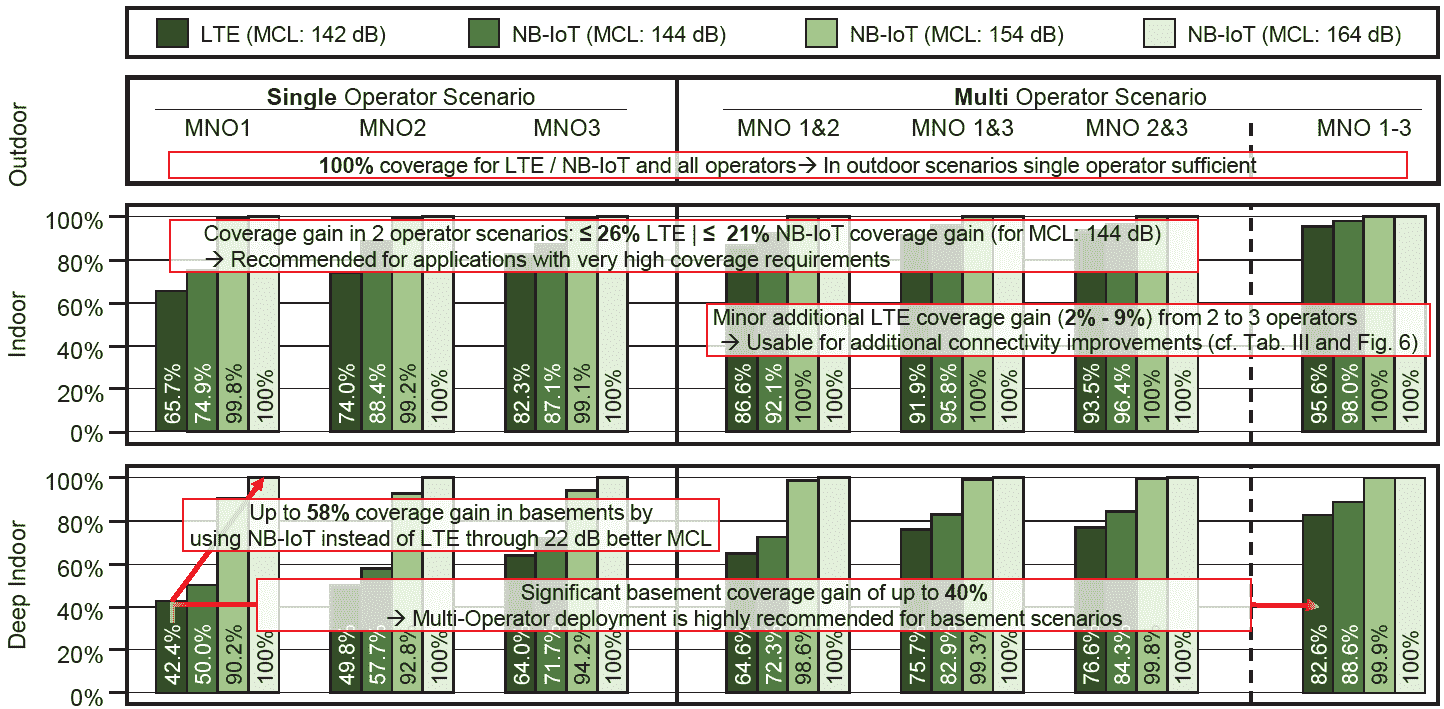 LTE (MCL: 142 dB) NB-IoT (MCL: 144 dB) NB-IoT (MCL: 154 dB) NB-IoT (MCL: 164 dB)
Outdoor
Single Operator Scenario Multi Operator Scenario
MNO1 MNO2 MNO3 MNO 1&2 MNO 1&3 MNO 2&3 MNO 1-3
100% coverage for LTE / NB-IoT and all operators→ In outdoor scenarios single operator sufficient
Indoor
100%
80%
60%
40%
20%
0%
Coverage gain in 2 operator scenarios: ≤ 26% LTE | ≤ 21% NB-IoT coverage gain (for MCL: 144 dB)
→ Recommended for applications with very high coverage requirements
Minor additional LTE coverage gain (2% - 9%) from 2 to 3 operators
→ Usable for additional connectivity improvements (cf. Tab. III and Fig. 6)
65.7% 74.9% 99.8% 100% 74.0% 88.4% 99.2% 100% 82.3% 87.1% 99.1% 100% 86.6% 92.1% 100% 100% 91.9% 95.8% 100% 100% 93.5% 96.4% 100% 100% 95.6% 98.0% 100% 100%
Deep Indoor
100%
80%
60%
40%
20%
0%
Up to 58% coverage gain in basements by
using NB-IoT instead of LTE through 22 dB better MCL
Significant basement coverage gain of up to 40%
→ Multi-Operator deployment is highly recommended for basement scenarios
42.4% 50.0% 90.2% 100% 49.8% 57.7% 92.8% 100% 64.0% 71.7% 94.2% 100% 64.6% 72.3% 98.6% 100% 75.7% 82.9% 99.3% 100% 76.6% 84.3% 99.8% 100% 82.6% 88.6% 99.9% 100%